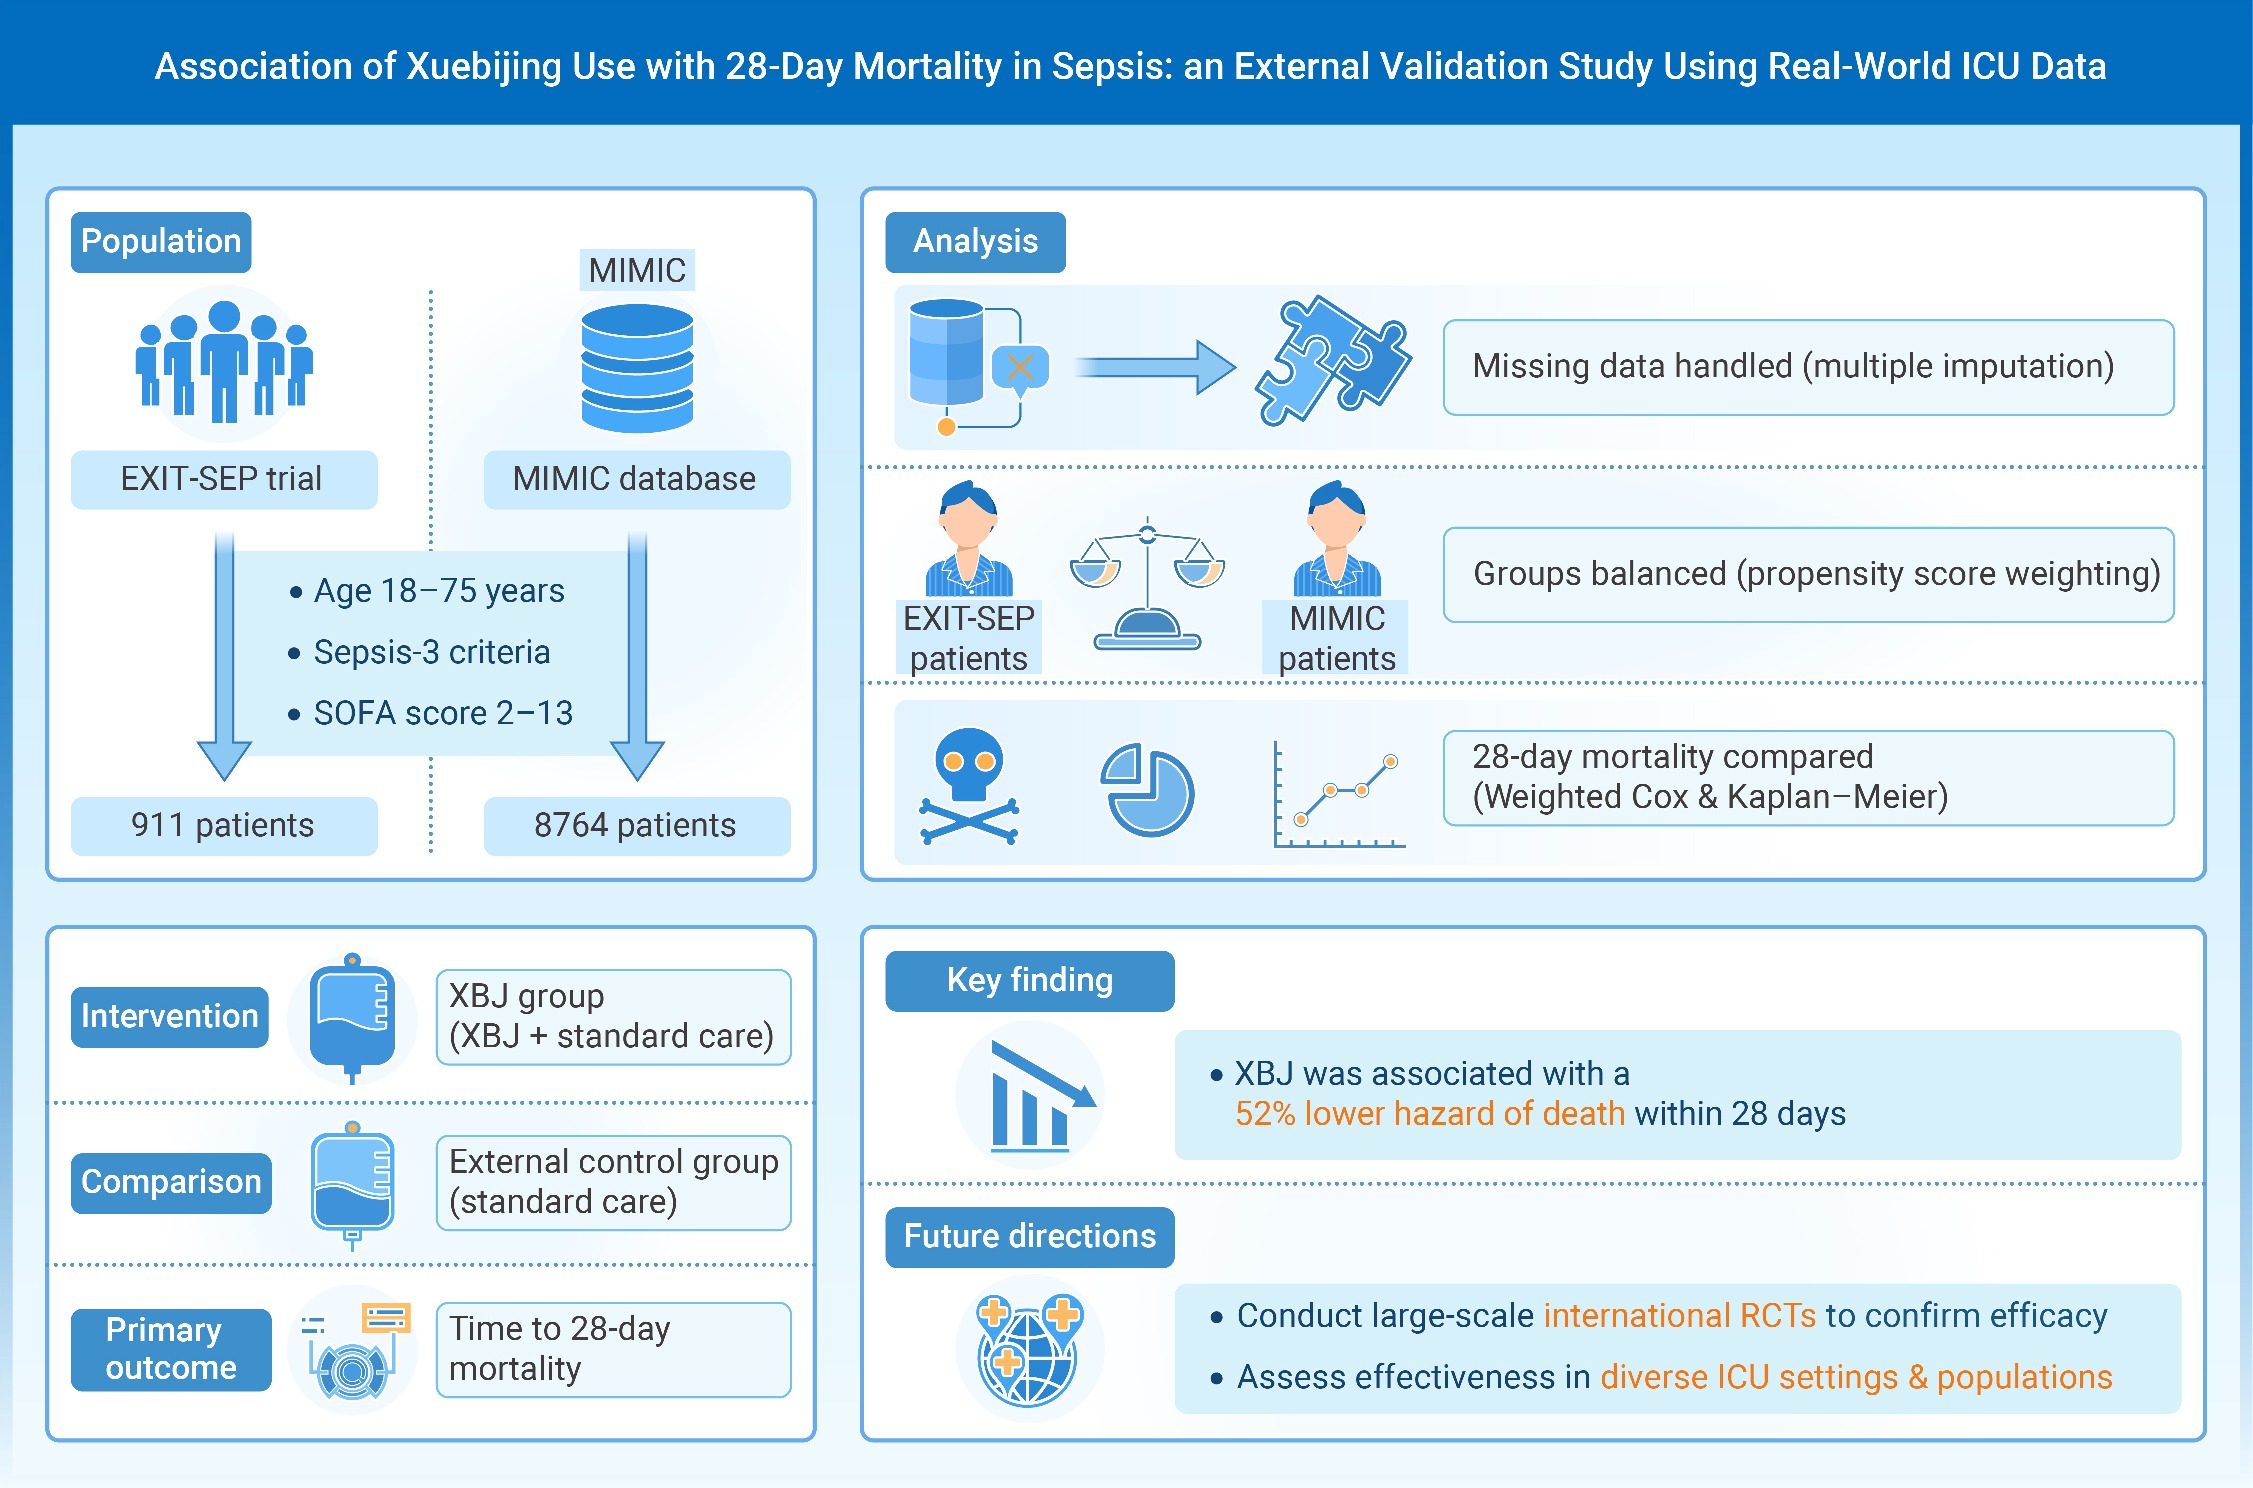 Association of Xuebijing Use with 28-Day Mortality in Sepsis: an External Validation Study Using Real-World ICU Data
Population
MIMIC
EXIT-SEP trial
MIMIC database
• Age 18–75 years
• Sepsis-3 criteria
• SOFA score 2–13
911 patients
8764 patients
Analysis
Missing data handled (multiple imputation)
EXIT-SEP
patients
MIMIC
patients
Groups balanced (propensity score weighting)
28-day mortality compared
(Weighted Cox & Kaplan–Meier)
Intervention
XBJ group
(XBJ + standard care)
Comparison
External control group
(standard care)
Primary
outcome
Time to 28-day
mortality
Key finding
• XBJ was associated with a
52% lower hazard of death within 28 days
Future directions
• Conduct large-scale international RCTs to confirm efficacy
• Assess effectiveness in diverse ICU settings & populations